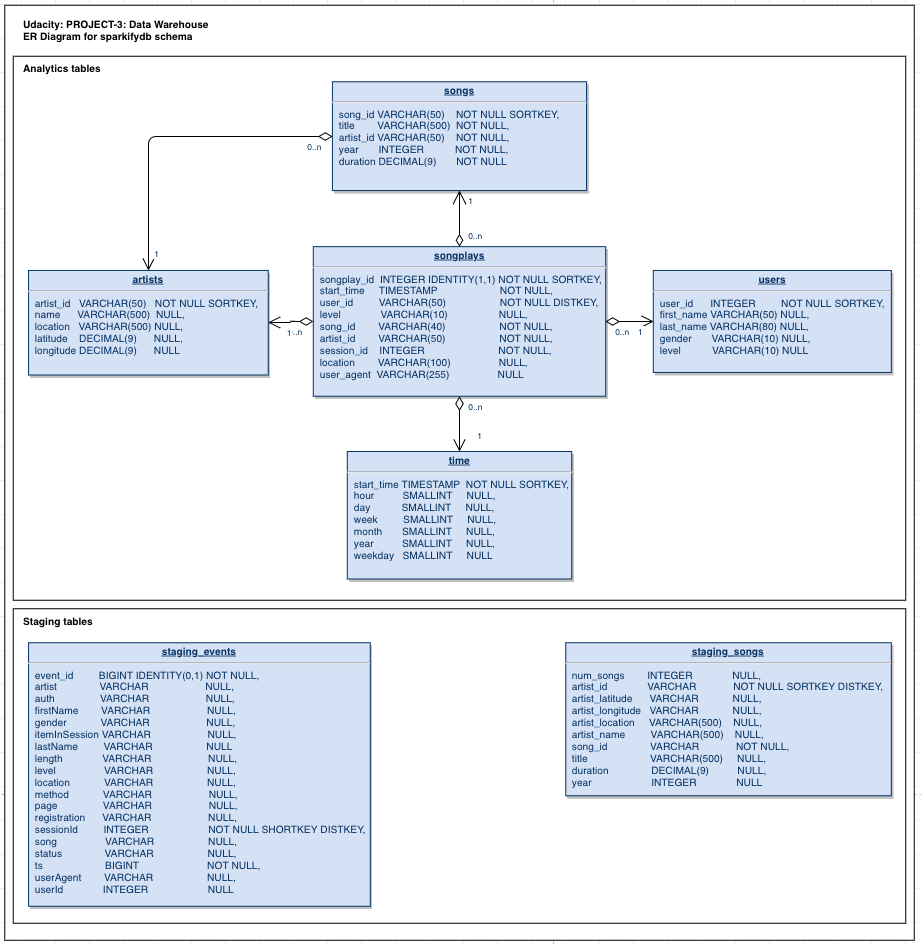 Udacity: PROJECT-3: Data Warehouse
ER Diagram for sparkifydb schema
Analytics tables
songs
song_id VARCHAR(50) NOT NULL SORTKEY,
title VARCHAR(500) NOT NULL,
artist_id VARCHAR(50) NOT NULL,
year INTEGER NOT NULL,
duration DECIMAL(9) NOT NULL
0..n
1
1
0..n
artists
artist_id VARCHAR(50) NOT NULL SORTKEY,
name VARCHAR(500) NULL,
location VARCHAR(500) NULL,
latitude DECIMAL(9) NULL,
longitude DECIMAL(9) NULL
1..n
songplays
songplay_id INTEGER IDENTITY(1,1) NOT NULL SORTKEY,
start_time TIMESTAMP NOT NULL,
user_id VARCHAR(50) NOT NULL DISTKEY,
level VARCHAR(10) NULL,
song_id VARCHAR(40) NOT NULL,
artist_id VARCHAR(50) NOT NULL,
session_id INTEGER NOT NULL,
location VARCHAR(100) NULL,
user_agent VARCHAR(255) NULL
0..n 1
users
user_id INTEGER NOT NULL SORTKEY,
first_name VARCHAR(50) NULL,
last_name VARCHAR(80) NULL,
gender VARCHAR(10) NULL,
level VARCHAR(10) NULL
0..n
1
time
start_time TIMESTAMP NOT NULL SORTKEY,
hour SMALLINT NULL,
day SMALLINT NULL,
week SMALLINT NULL,
month SMALLINT NULL,
year SMALLINT NULL,
weekday SMALLINT NULL
Staging tables
staging_events
event_id BIGINT IDENTITY(0,1) NOT NULL,
artist VARCHAR NULL,
auth VARCHAR NULL,
firstName VARCHAR NULL,
gender VARCHAR NULL,
itemInSession VARCHAR NULL,
lastName VARCHAR NULL
length VARCHAR NULL,
level VARCHAR NULL,
location VARCHAR NULL,
method VARCHAR NULL,
page VARCHAR NULL,
registration VARCHAR NULL,
sessionId INTEGER NOT NULL SHORTKEY DISTKEY,
song VARCHAR NULL,
status VARCHAR NULL,
ts BIGINT NOT NULL,
userAgent VARCHAR NULL,
userId INTEGER NULL
staging_songs
num_songs INTEGER NULL,
artist_id VARCHAR NOT NULL SORTKEY DISTKEY,
artist_latitude VARCHAR NULL,
artist_longitude VARCHAR NULL,
artist_location VARCHAR(500) NULL,
artist_name VARCHAR(500) NULL,
song_id VARCHAR NOT NULL,
title VARCHAR(500) NULL,
duration DECIMAL(9) NULL,
year INTEGER NULL